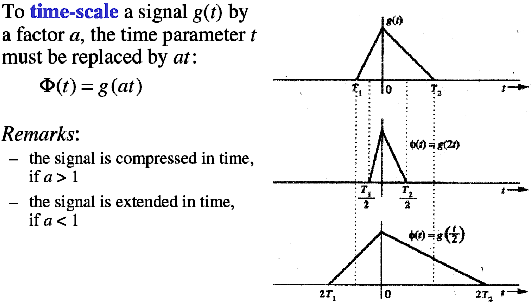 To time-scale a signal g(t) by
a factor a, the time parameter t
must be replaced by at:
Φ(t) = g(at)
Remarks:
– the signal is compressed in time,
if a > 1
– the signal is extended in time,
if a < 1
g(t)
T₁ 0 T₂ t
ϕ(t)=g(2t)
T₁/2 T₂/2 t
ϕ(t)=g(t/2)
2T₁ 0 2T₂ t